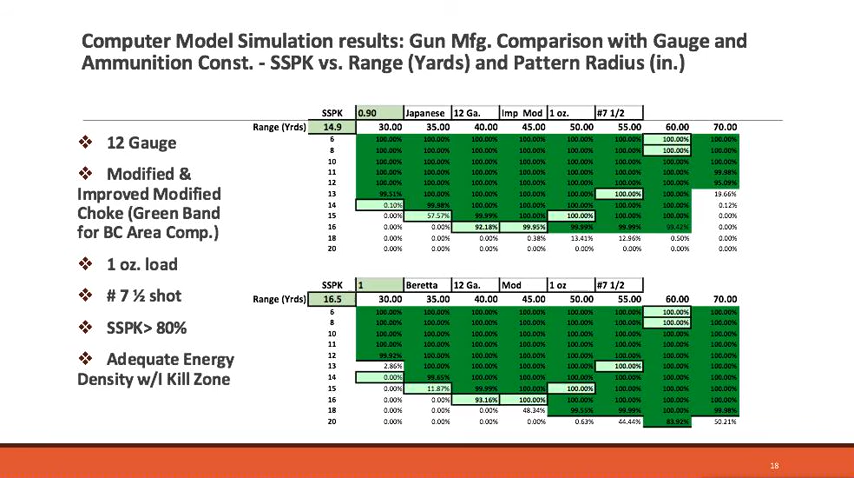 Computer Model Simulation results: Gun Mfg. Comparison with Gauge and
Ammunition Const. - SSPK vs. Range (Yards) and Pattern Radius (in.)
❖ 12 Gauge
❖ Modified &
Improved Modified
Choke (Green Band
for BC Area Comp.)
❖ 1 oz. load
❖ # 7 ½ shot
❖ SSPK> 80%
❖ Adequate Energy
Density w/I Kill Zone
SSPK 0.90 Japanese 12 Ga. Imp Mod 1 oz. #7 1/2
Range (Yrds) 14.9 30.00 35.00 40.00 45.00 50.00 55.00 60.00 70.00
6 100.00% 100.00% 100.00% 100.00% 100.00% 100.00% 100.00% 100.00%
8 100.00% 100.00% 100.00% 100.00% 100.00% 100.00% 100.00% 100.00%
10 100.00% 100.00% 100.00% 100.00% 100.00% 100.00% 100.00% 100.00%
11 100.00% 100.00% 100.00% 100.00% 100.00% 100.00% 100.00% 99.98%
12 100.00% 100.00% 100.00% 100.00% 100.00% 100.00% 100.00% 95.09%
13 99.51% 100.00% 100.00% 100.00% 100.00% 100.00% 100.00% 19.66%
14 0.10% 99.98% 100.00% 100.00% 100.00% 100.00% 100.00% 0.12%
15 0.00% 57.57% 99.99% 100.00% 100.00% 100.00% 100.00% 0.00%
16 0.00% 0.00% 92.18% 99.95% 99.99% 99.99% 0.00%
18 0.00% 0.00% 0.00% 0.38% 13.41% 12.96% 0.50% 0.00%
20 0.00% 0.00% 0.00% 0.00% 0.00% 0.00% 0.00% 0.00%
SSPK 1 Beretta 12 Ga. Mod 1 oz #7 1/2
Range (Yrds) 16.5 30.00 35.00 40.00 45.00 50.00 55.00 60.00 70.00
6 100.00% 100.00% 100.00% 100.00% 100.00% 100.00% 100.00% 100.00%
8 100.00% 100.00% 100.00% 100.00% 100.00% 100.00% 100.00% 100.00%
10 100.00% 100.00% 100.00% 100.00% 100.00% 100.00% 100.00% 100.00%
11 100.00% 100.00% 100.00% 100.00% 100.00% 100.00% 100.00% 100.00%
12 99.92% 100.00% 100.00% 100.00% 100.00% 100.00% 100.00% 100.00%
13 2.86% 100.00% 100.00% 100.00% 100.00% 100.00% 100.00% 100.00%
14 0.00% 100.00% 100.00% 100.00% 100.00% 100.00% 100.00%
15 0.00% 11.87% 99.99% 100.00% 100.00% 100.00% 100.00% 100.00%
16 0.00% 0.00% 93.16% 100.00% 100.00% 100.00% 100.00% 100.00%
18 0.00% 0.00% 0.00% 48.34% 99.99% 100.00% 99.98%
20 0.00% 0.00% 0.00% 0.00% 0.63% 44.44% 83.92% 50.21%
18